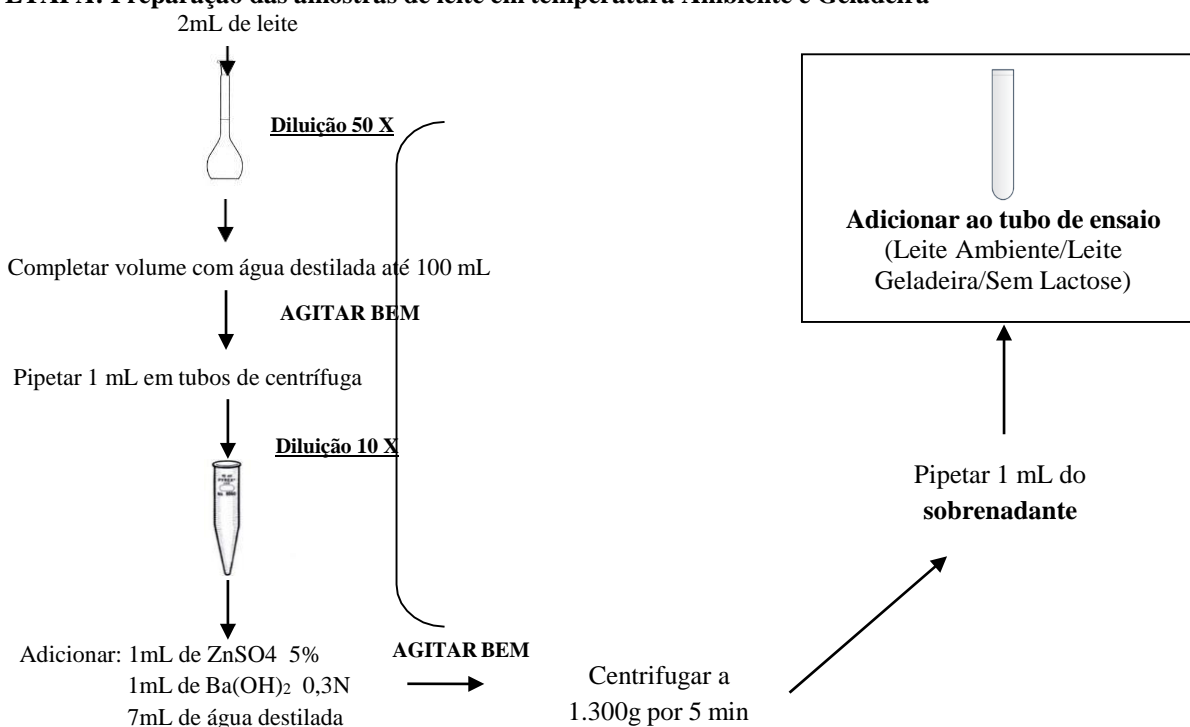 ETAPA: Preparação das amostras de leite em temperatura Ambiente e Geladeira
2mL de leite
Diluição 50 X
Completar volume com água destilada até 100 mL
AGITAR BEM
Pipetar 1 mL em tubos de centrífuga
Diluição 10 X
Adicionar: 1mL de ZnSO4 5%
1mL de Ba(OH)2 0,3N
7mL de água destilada
AGITAR BEM
Centrifugar a
1.300g por 5 min
Pipetar 1 mL do
sobrenadante
Adicionar ao tubo de ensaio
(Leite Ambiente/Leite
Geladeira/Sem Lactose)